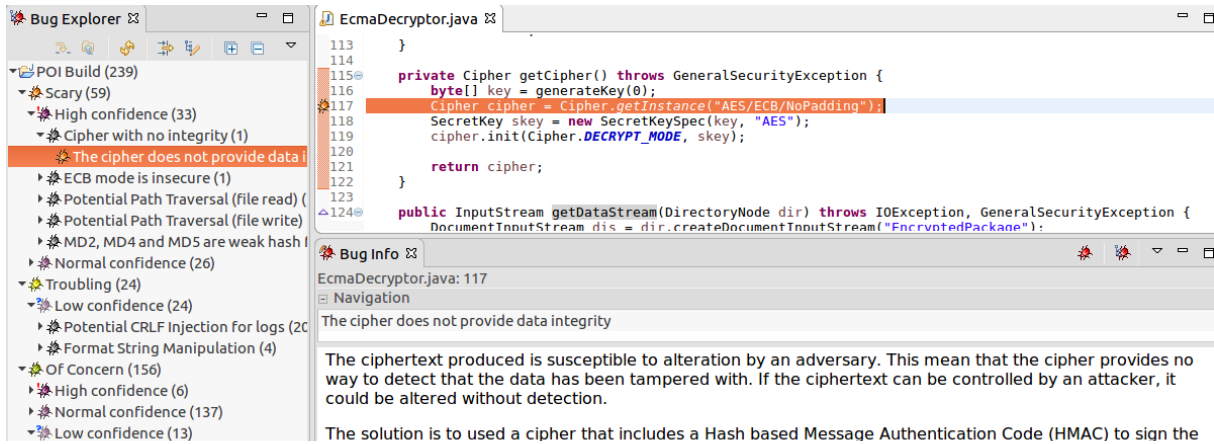 Bug Explorer
POI Build (239)
Scary (59)
High confidence (33)
Cipher with no integrity (1)
The cipher does not provide data i
ECB mode is insecure (1)
Potential Path Traversal (file read) (
Potential Path Traversal (file write)
MD2, MD4 and MD5 are weak hash
Normal confidence (26)
Troubling (24)
Low confidence (24)
Potential CRLF Injection for logs (20
Format String Manipulation (4)
Of Concern (156)
High confidence (6)
Normal confidence (137)
Low confidence (13)
EcmaDecryptor.java
113 }
114
115 private Cipher getCipher() throws GeneralSecurityException {
116 byte[] key = generateKey(0);
117 Cipher cipher = Cipher.getInstance("AES/ECB/NoPadding");
118 SecretKey skey = new SecretKeySpec(key, "AES");
119 cipher.init(Cipher.DECRYPT_MODE, skey);
120
121 return cipher;
122 }
123
124 public InputStream getDataStream(DirectoryNode dir) throws IOException, GeneralSecurityException {
DocumentInputStream dis = dir.createDocumentInputStream("EncryptedPackage");
Bug Info
EcmaDecryptor.java: 117
Navigation
The cipher does not provide data integrity
The ciphertext produced is susceptible to alteration by an adversary. This mean that the cipher provides no
way to detect that the data has been tampered with. If the ciphertext can be controlled by an attacker, it
could be altered without detection.
The solution is to used a cipher that includes a Hash based Message Authentication Code (HMAC) to sign the